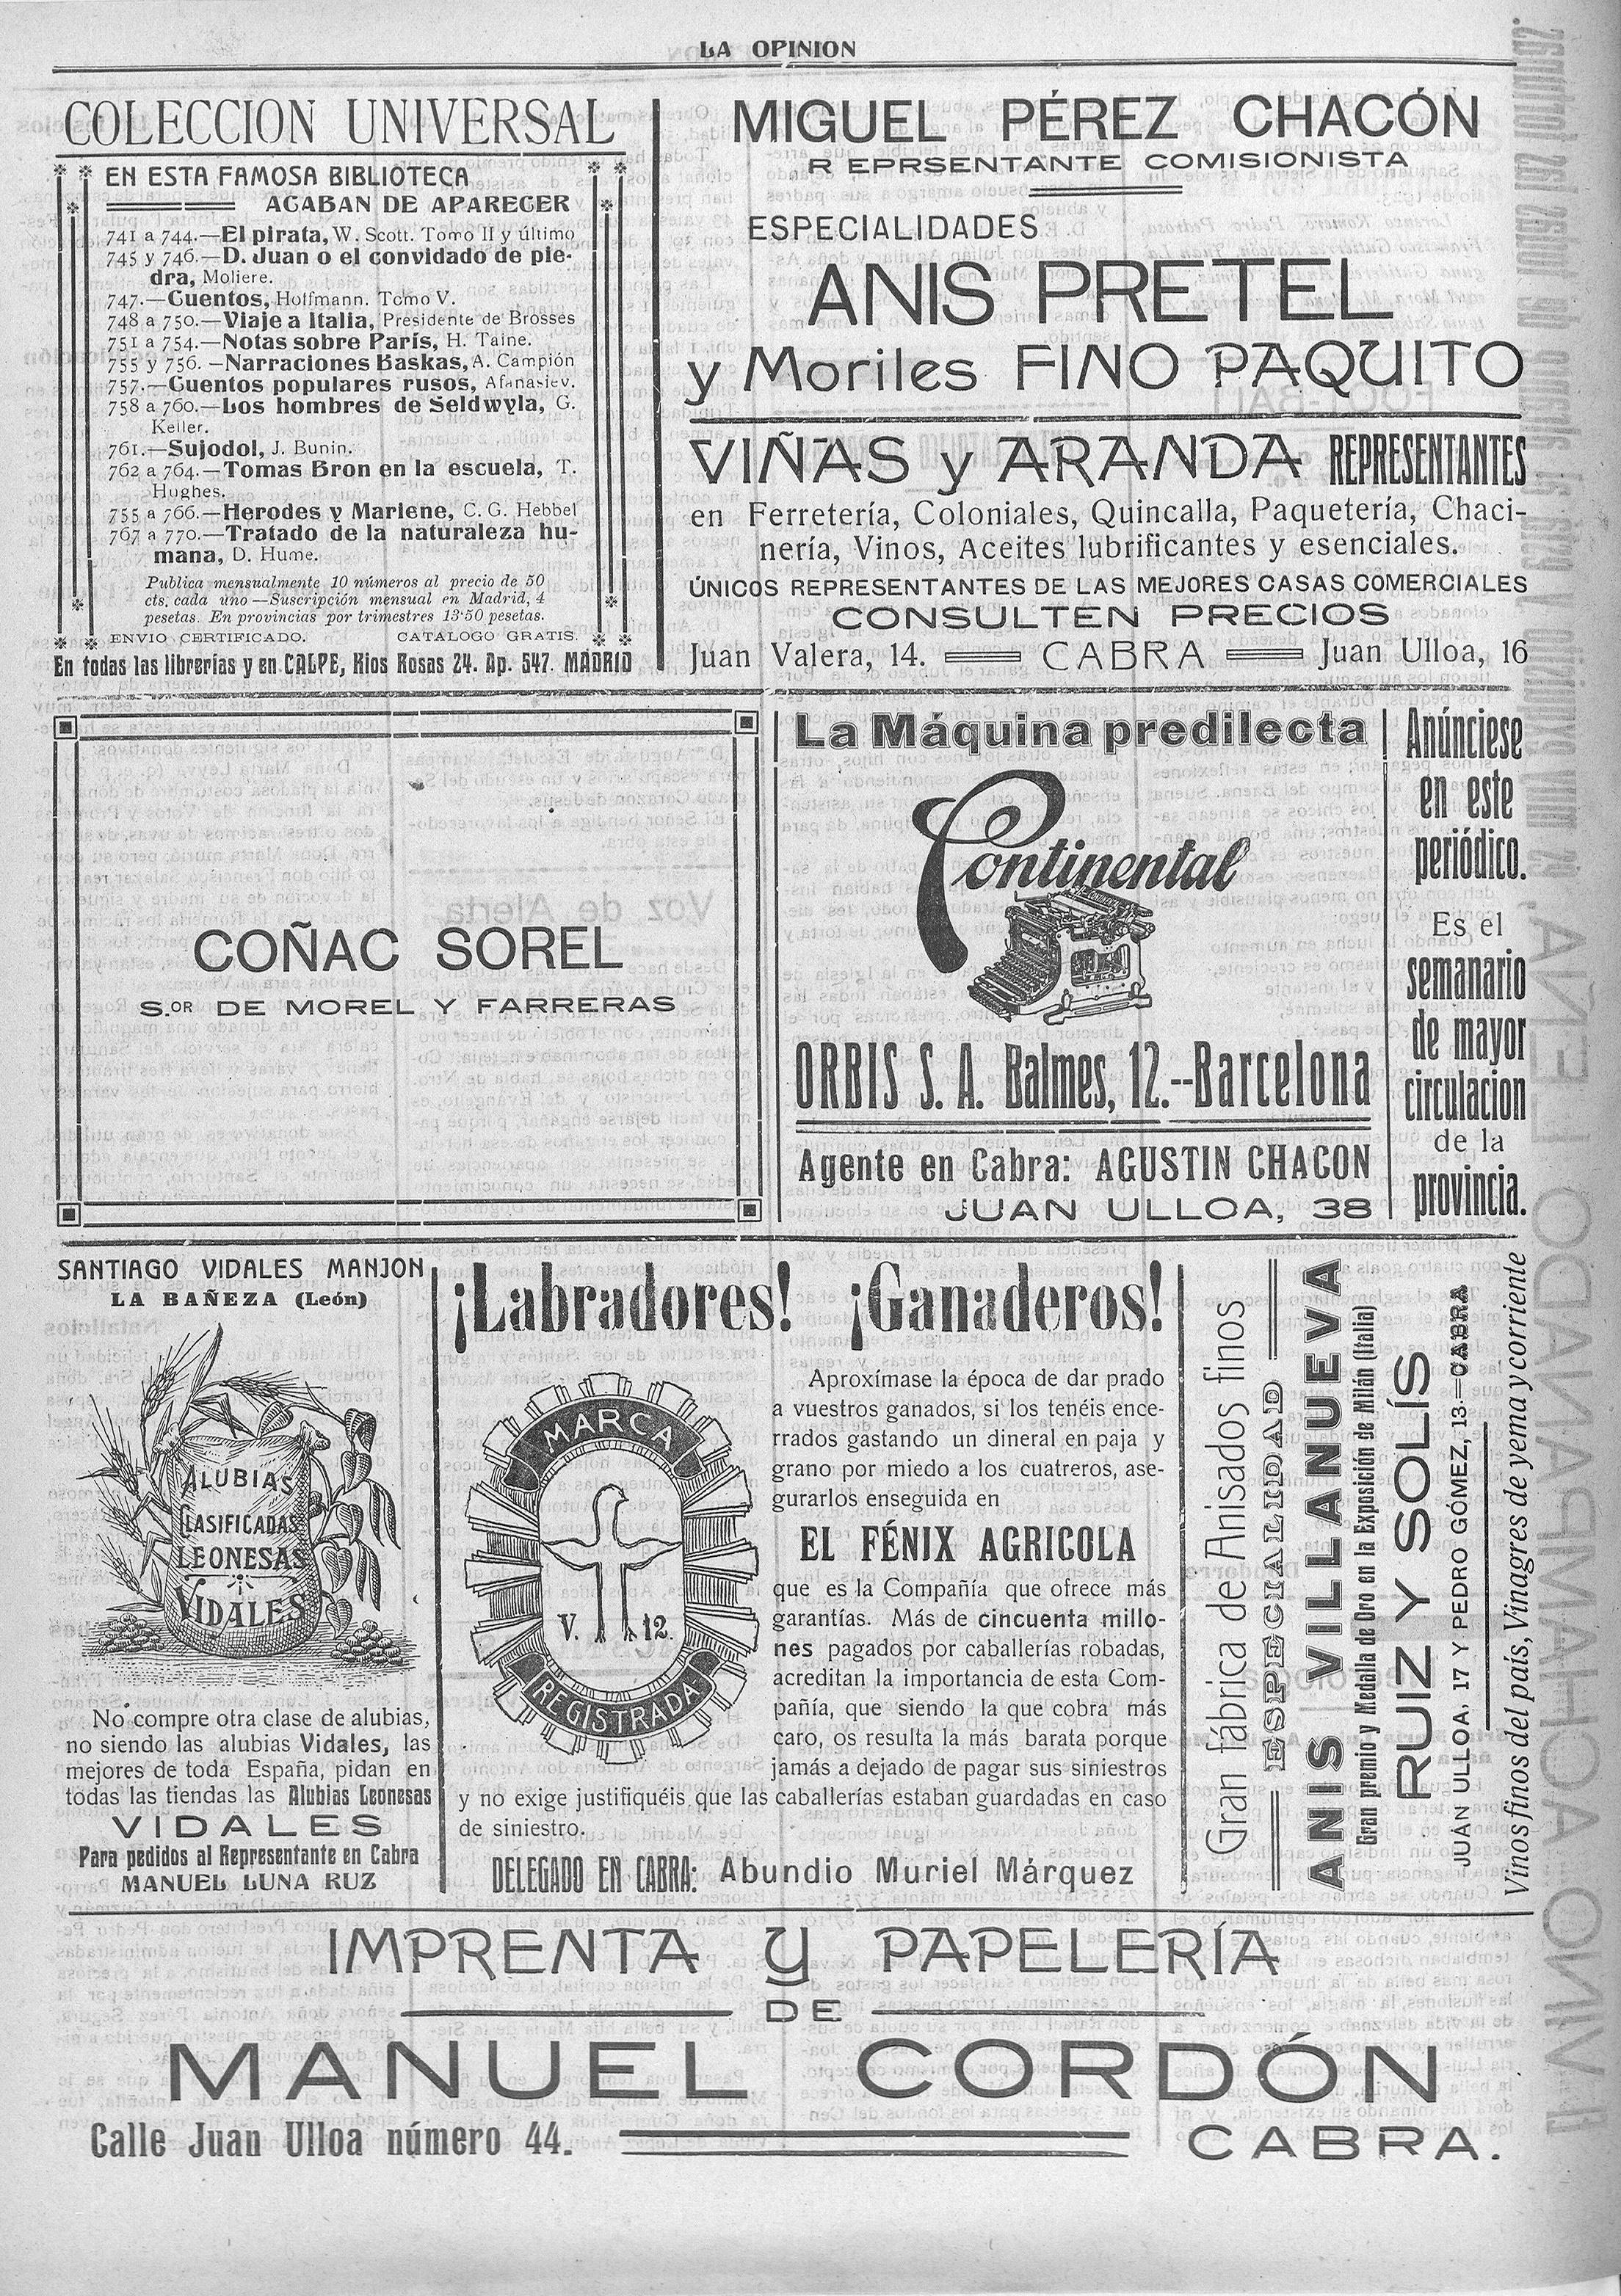 LA OPINION
COLECCION UNIVERSAL
EN ESTA FAMOSA BIBLIOTECA
ACABAN DE APARECER
741 a 744.—El pirata, W. Scott. Tomo II y último
745 y 746.—D. Juan o el convidado de pie-
dra, Moliere.
747.—Cuentos, Hoffmann. Tomo V.
748 a 750.—Viaje a Italia, Presidente de Brosses
751 a 754.—Notas sobre París, H. Taine.
755 y 756.—Narraciones Baskas, A. Campión
757.—Cuentos populares rusos, Afanasiev.
758 a 760.—Los hombres de Seldwyla, G.
Keller.
761.—Sujodol, J. Bunin.
762 a 764.—Tomas Bron en la escuela, T.
Hughes.
755 a 766.—Herodes y Mariene, C. G. Hebbel
767 a 770.—Tratado de la naturaleza hu-
mana, D. Hume.
Publica mensualmente 10 números al precio de 50
cts. cada uno—Suscripción mensual en Madrid, 4
pesetas. En provincias por trimestres 13'50 pesetas.
ENVIO CERTIFICADO. CATALOGO GRATIS.
En todas las librerías y en CALPE, Rios Rosas 24. Ap. 547. MADRID
MIGUEL PÉREZ CHACÓN
R EPRSENTANTE COMISIONISTA
ESPECIALIDADES
ANIS PRETEL
y Moriles FINO PAQUITO
VIÑAS y ARANDA REPRESENTANTES
en Ferretería, Coloniales, Quincalla, Paquetería, Chaci-
nería, Vinos, Aceites lubrificantes y esenciales.
ÚNICOS REPRESENTANTES DE LAS MEJORES CASAS COMERCIALES
CONSULTEN PRECIOS
Juan Valera, 14. CABRA Juan Ulloa, 16
COÑAC SOREL
S.OR DE MOREL Y FARRERAS
La Máquina predilecta
Continental
ORBIS S. A. Balmes, 12.--Barcelona
Agente en Cabra: AGUSTIN CHACON
JUAN ULLOA, 38
Anúnciese
en este
periódico.
Es el
semanario
de mayor
circulacion
de la
provincia.
SANTIAGO VIDALES MANJON
LA BAÑEZA (León)
ALUBIAS
CLASIFICADAS
LEONESAS
VIDALES
No compre otra clase de alubias,
no siendo las alubias Vidales, las
mejores de toda España, pidan en
todas las tiendas las Alubias Leonesas
VIDALES
Para pedidos al Representante en Cabra
MANUEL LUNA RUZ
¡Labradores! ¡Ganaderos!
MARCA
V. 12.
REGISTRADA
Aproxímase la época de dar prado
a vuestros ganados, si los tenéis ence-
rrados gastando un dineral en paja y
grano por miedo a los cuatreros, ase-
gurarlos enseguida en
EL FÉNIX AGRICOLA
que es la Compañía que ofrece más
garantías. Más de cincuenta millo-
nes pagados por caballerías robadas,
acreditan la importancia de esta Com-
pañía, que siendo la que cobra más
caro, os resulta la más barata porque
jamás a dejado de pagar sus siniestros
y no exige justifiquéis que las caballerías estaban guardadas en caso
de siniestro.
DELEGADO EN CABRA: Abundio Muriel Márquez
Gran fábrica de Anisados finos
ESPECIALIDAD
ANIS VILLANUEVA
Gran premio y Medalla de Oro en la Exposición de Milán (Italia)
RUIZ Y SOLÍS
JUAN ULLOA, 17 Y PEDRO GÓMEZ, 13.—CABRA
Vinos finos del país, Vinagres de yema y corriente
IMPRENTA Y PAPELERÍA
DE
MANUEL CORDÓN
Calle Juan Ulloa número 44. CABRA.